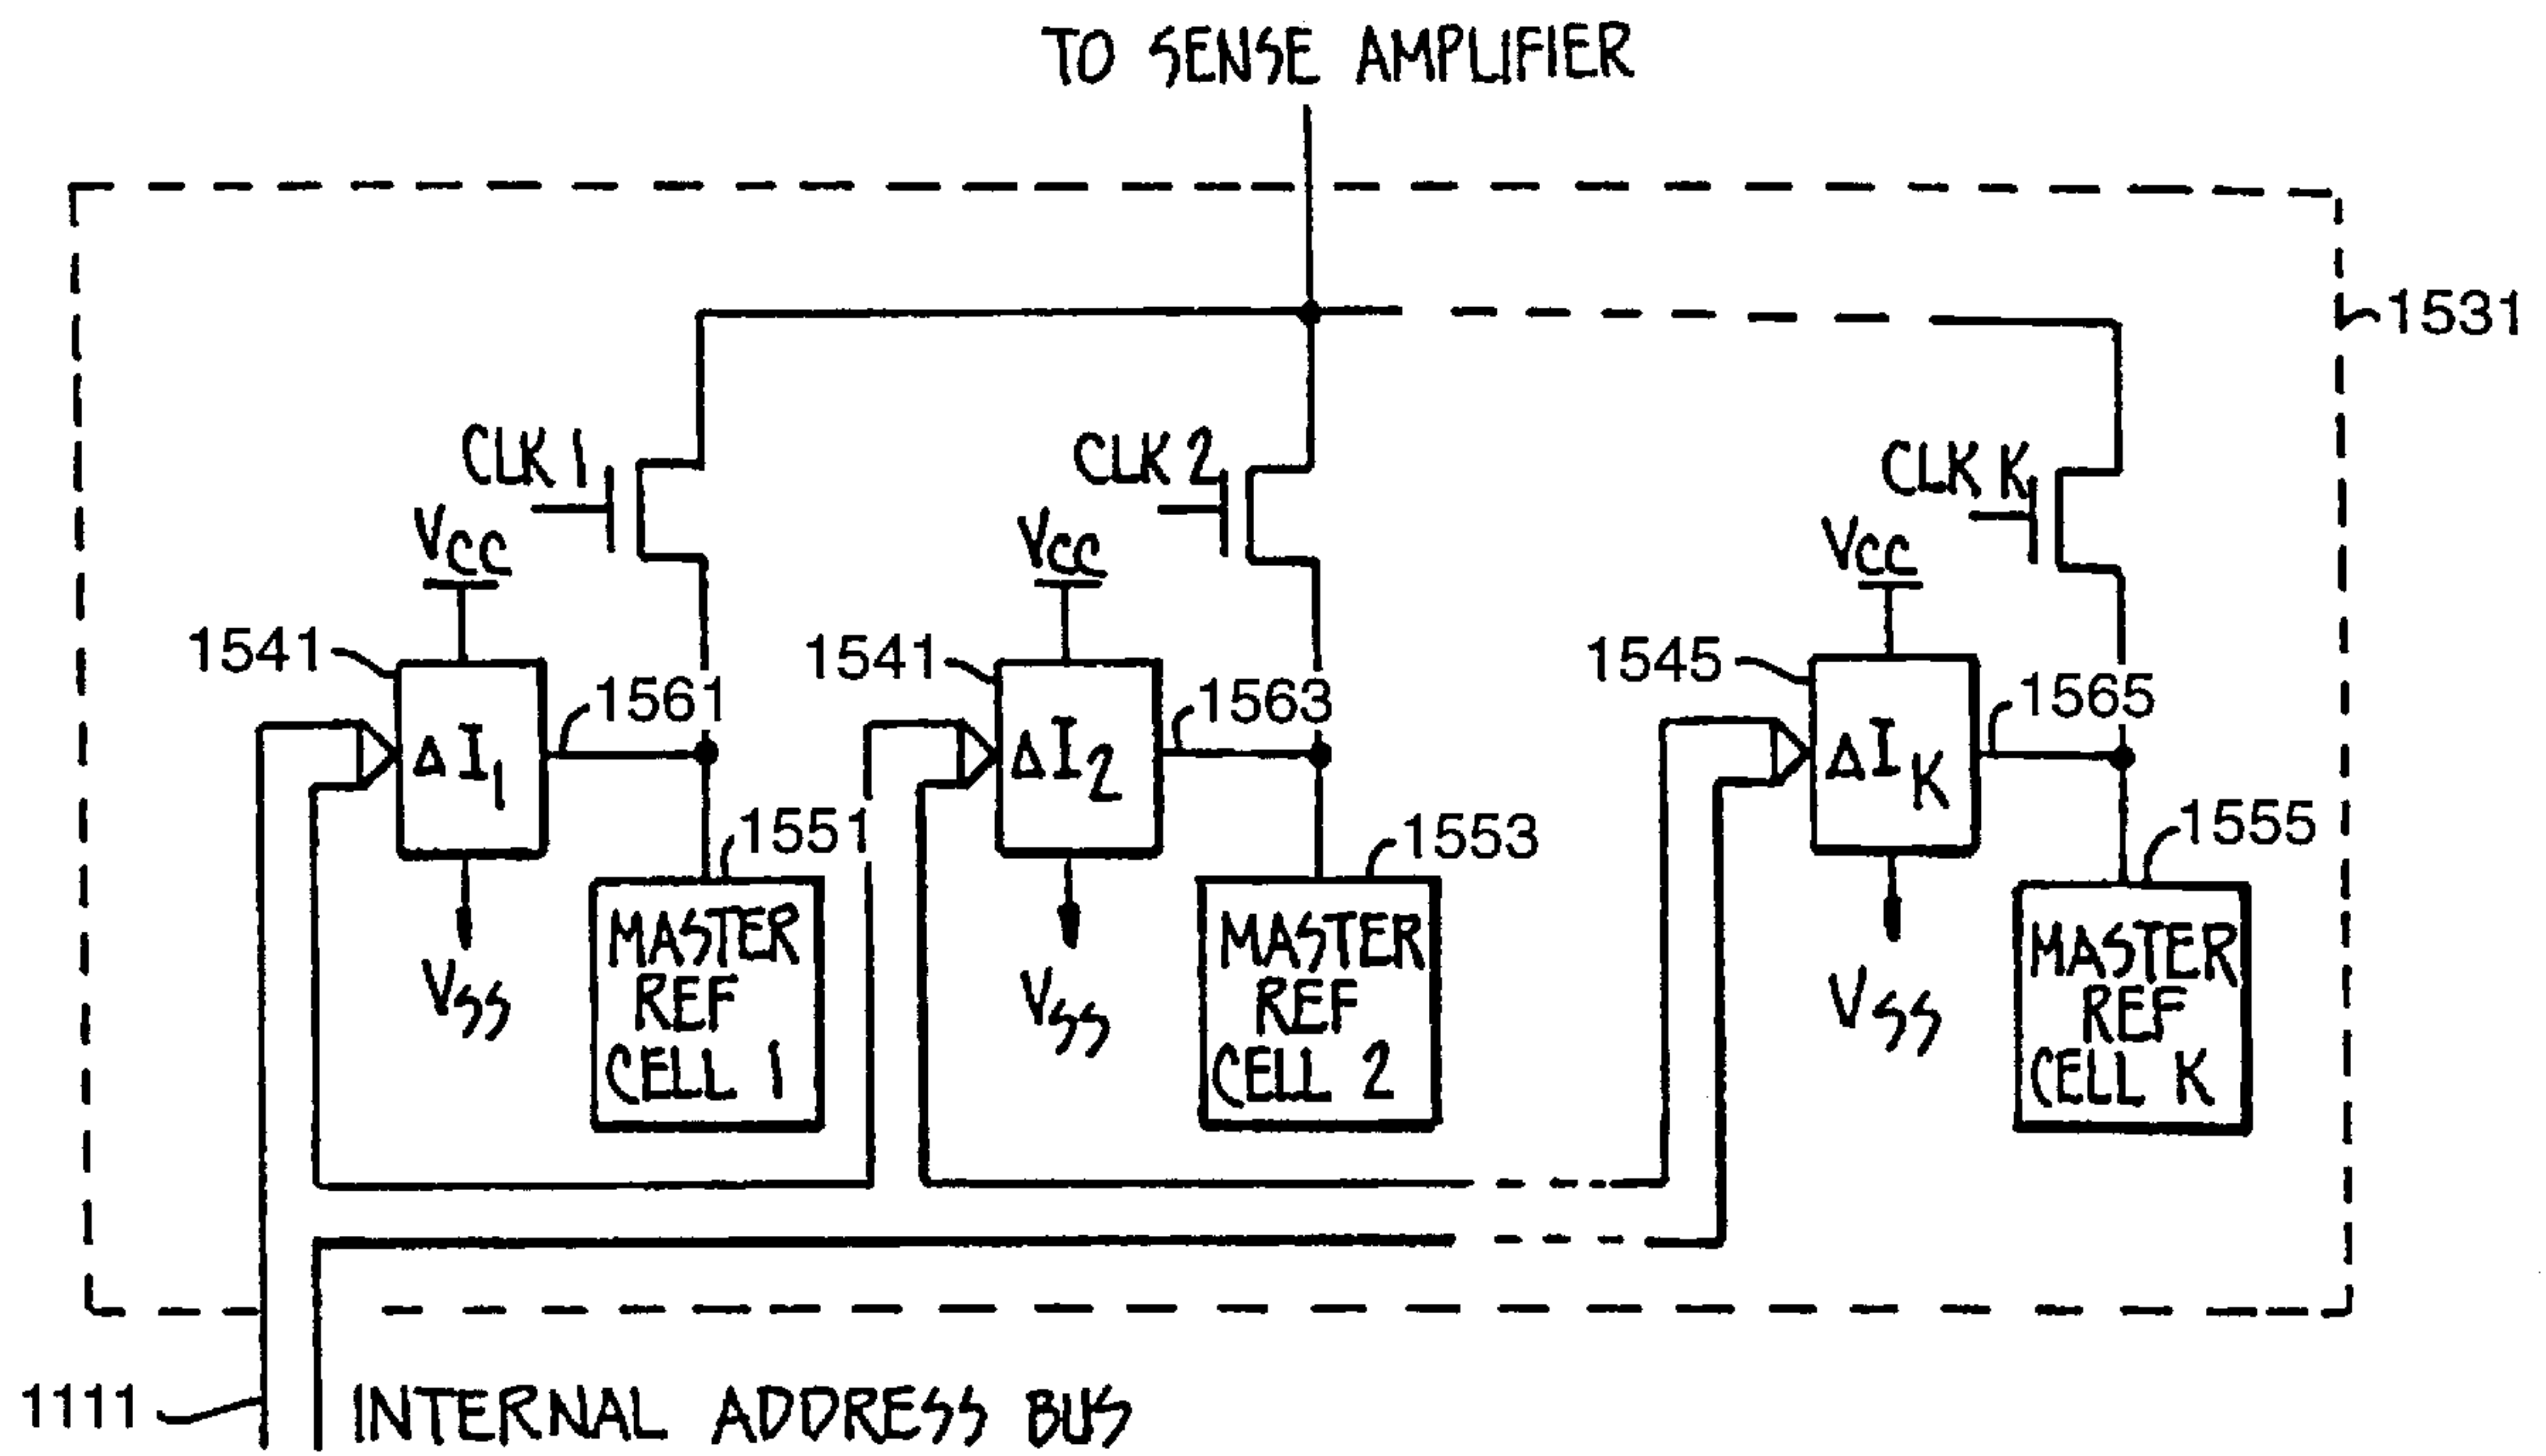 TO SENSE AMPLIFIER
1531
CLK 1
CLK 2
CLK K
VCC
VCC
VCC
1541
1541
1545
1561
1563
1565
ΔI1
ΔI2
ΔIK
1551
1553
1555
VSS
VSS
VSS
MASTER
REF
CELL 1
MASTER
REF
CELL 2
MASTER
REF
CELL K
1111
INTERNAL ADDRESS BUS